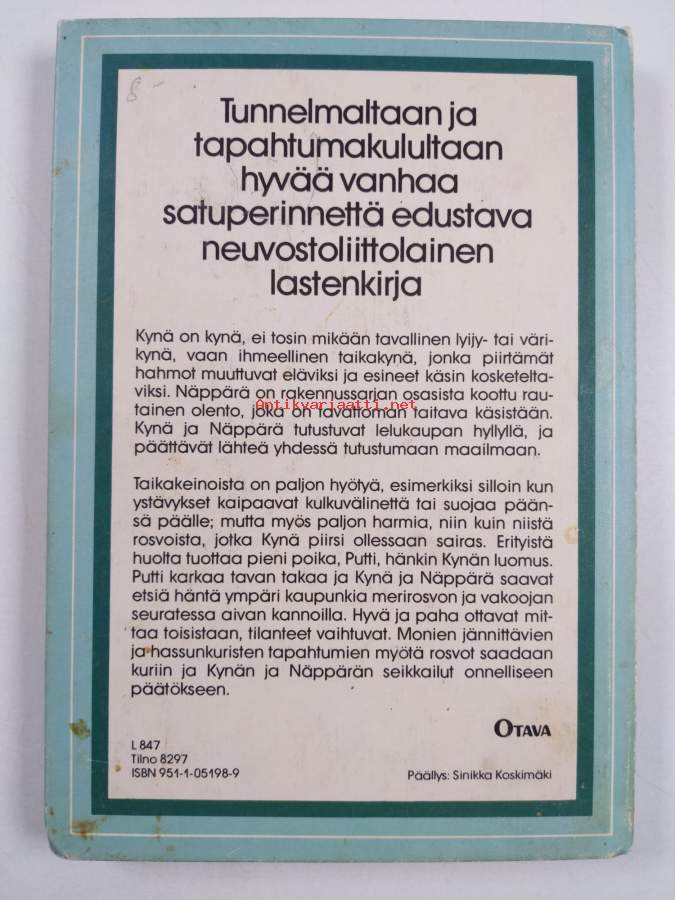 8-
Tunnelmaltaan ja
tapahtumakulultaan
hyvää vanhaa
satuperinnettä edustava
neuvostoliittolainen
lastenkirja
Kynä on kynä, ei tosin mikään tavallinen lyijy- tai väri-
kynä, vaan ihmeellinen taikakynä, jonka piirtämät
hahmot muuttuvat eläviksi ja esineet käsin kosketelta-
viksi. Näppärä on rakennussarjan osasista koottu rau-
Antikvariaatti.net
tainen olento, joka on tavattoman taitava käsistään.
Kynä ja Näppärä tutustuvat lelukaupan hyllyllä, ja
päättävät lähteä yhdessä tutustumaan maailmaan.
Taikakeinoista on paljon hyötyä, esimerkiksi silloin kun
ystävykset kaipaavat kulkuvälinettä tai suojaa pään-
sä päälle; mutta myös paljon harmia, niin kuin niistä
rosvoista, jotka Kynä piirsi ollessaan sairas. Erityistä
huolta tuottaa pieni poika, Putti, hänkin Kynän luomus.
Putti karkaa tavan takaa ja Kynä ja Näppärä saavat
etsiä häntä ympäri kaupunkia merirosvon ja vakoojan
seuratessa aivan kannoilla. Hyvä ja paha ottavat mit-
taa toisistaan, tilanteet vaihtuvat. Monien jännittävien
ja hassunkuristen tapahtumien myötä rosvot saadaan
kuriin ja Kynän ja Näppärän seikkailut onnelliseen
päätökseen.
OTAVA
L 847
Tilno 8297
ISBN 951-1-05198-9
Päällys: Sinikka Koskimäki